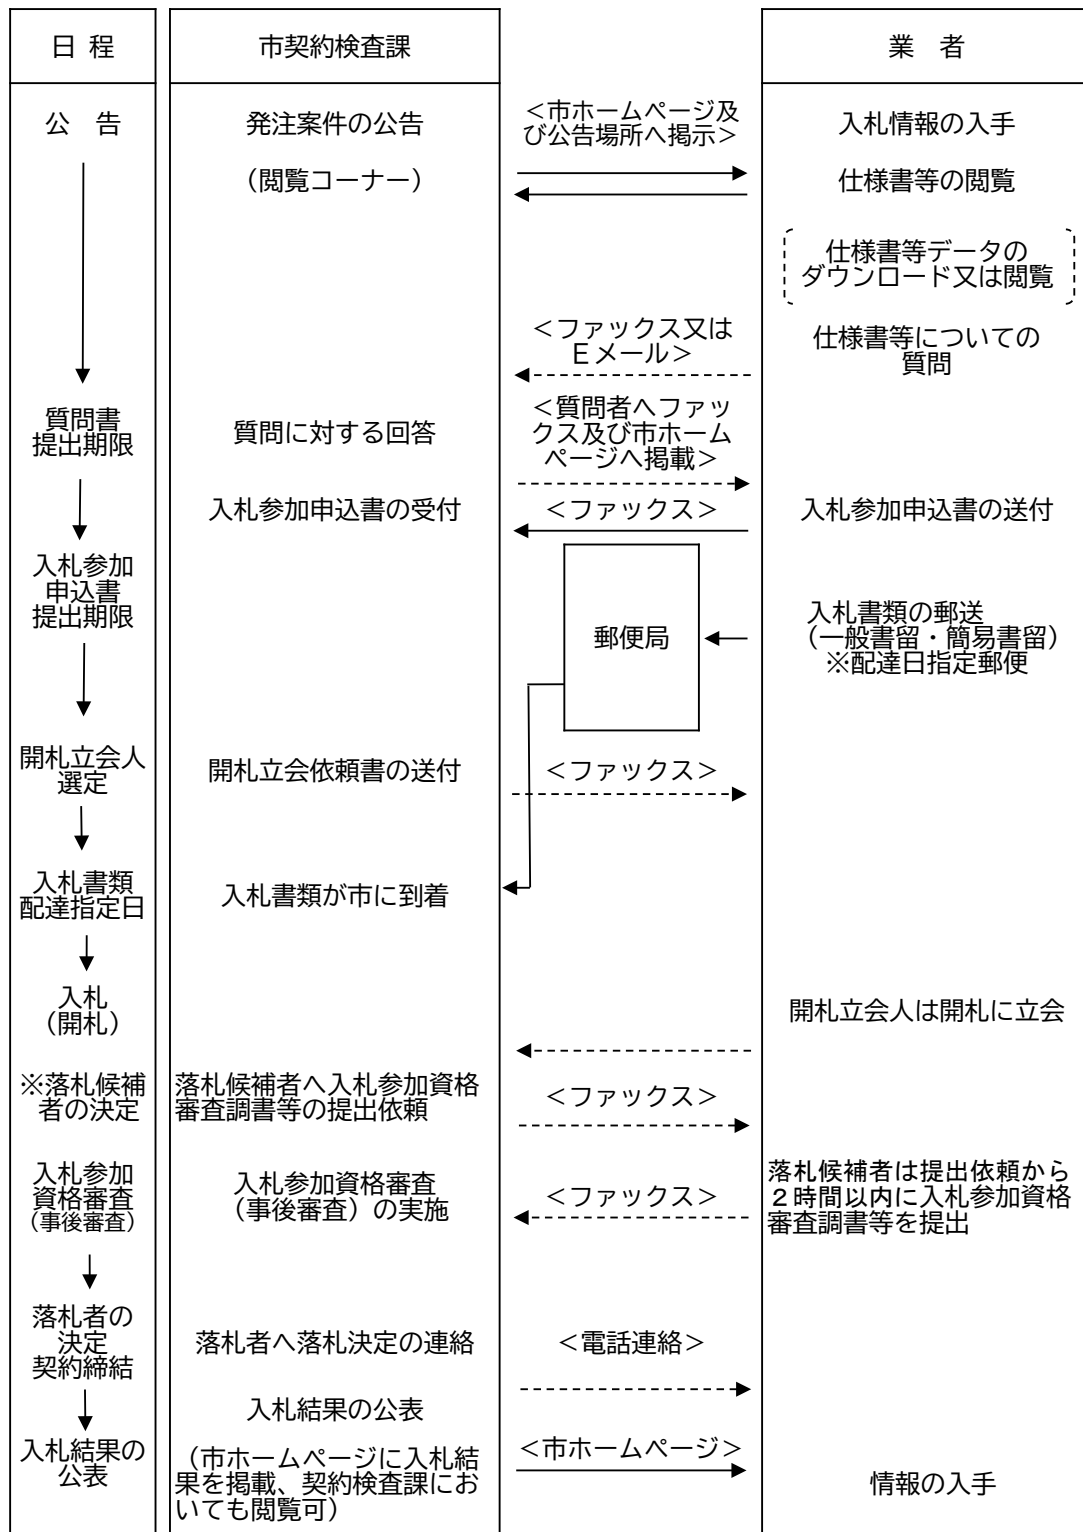 日 程
市契約検査課
業　者
公　告
発注案件の公告
＜市ホームページ及
び公告場所へ掲示＞
入札情報の入手
（閲覧コーナー）
仕様書等の閲覧
仕様書等データの
ダウンロード又は閲覧
＜ファックス又は
Ｅメール＞
仕様書等についての
質問
質問書
提出期限
質問に対する回答
＜質問者へファッ
クス及び市ホーム
ページへ掲載＞
入札参加申込書の受付
＜ファックス＞
入札参加申込書の送付
入札参加
申込書
提出期限
郵便局
入札書類の郵送
（一般書留・簡易書留）
※配達日指定郵便
開札立会人
選定
開札立会依頼書の送付
＜ファックス＞
入札書類
配達指定日
入札書類が市に到着
入札
（開札）
開札立会人は開札に立会
※落札候補
者の決定
落札候補者へ入札参加資格
審査調書等の提出依頼
＜ファックス＞
入札参加
資格審査
（事後審査）
入札参加資格審査
（事後審査）の実施
＜ファックス＞
落札候補者は提出依頼から
２時間以内に入札参加資格
審査調書等を提出
落札者の
決定
契約締結
落札者へ落札決定の連絡
＜電話連絡＞
入札結果の公表
入札結果の
公表
（市ホームページに入札結
果を掲載、契約検査課にお
いても閲覧可）
＜市ホームページ＞
情報の入手